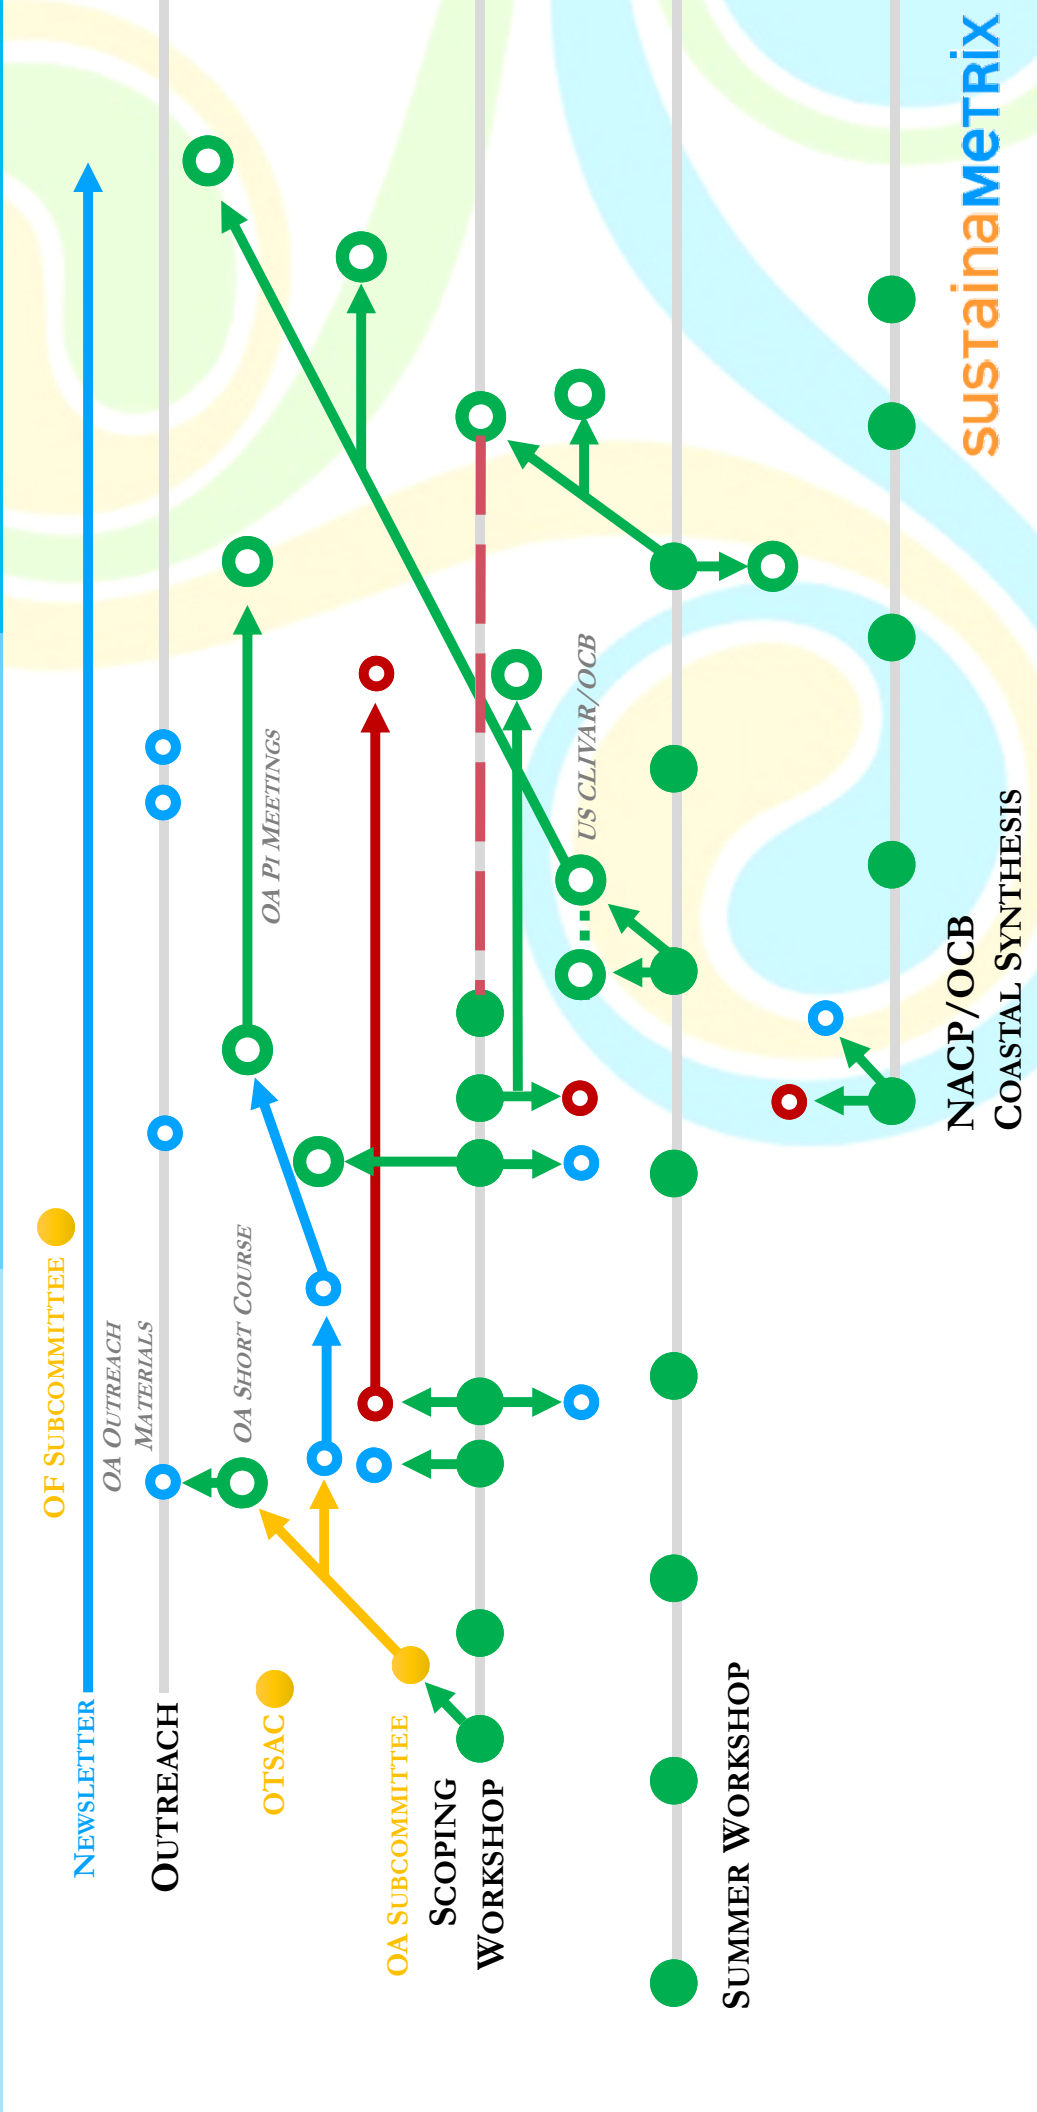 NEWSLETTER
OF SUBCOMMITTEE
OA OUTREACH
MATERIALS
OUTREACH
OTSAC
OA SHORT COURSE
OA PI MEETINGS
OA SUBCOMMITTEE
SCOPING
WORKSHOP
US CLIVAR/OCB
SUMMER WORKSHOP
NACP/OCB
COASTAL SYNTHESIS
SUSTainaMeTRiX